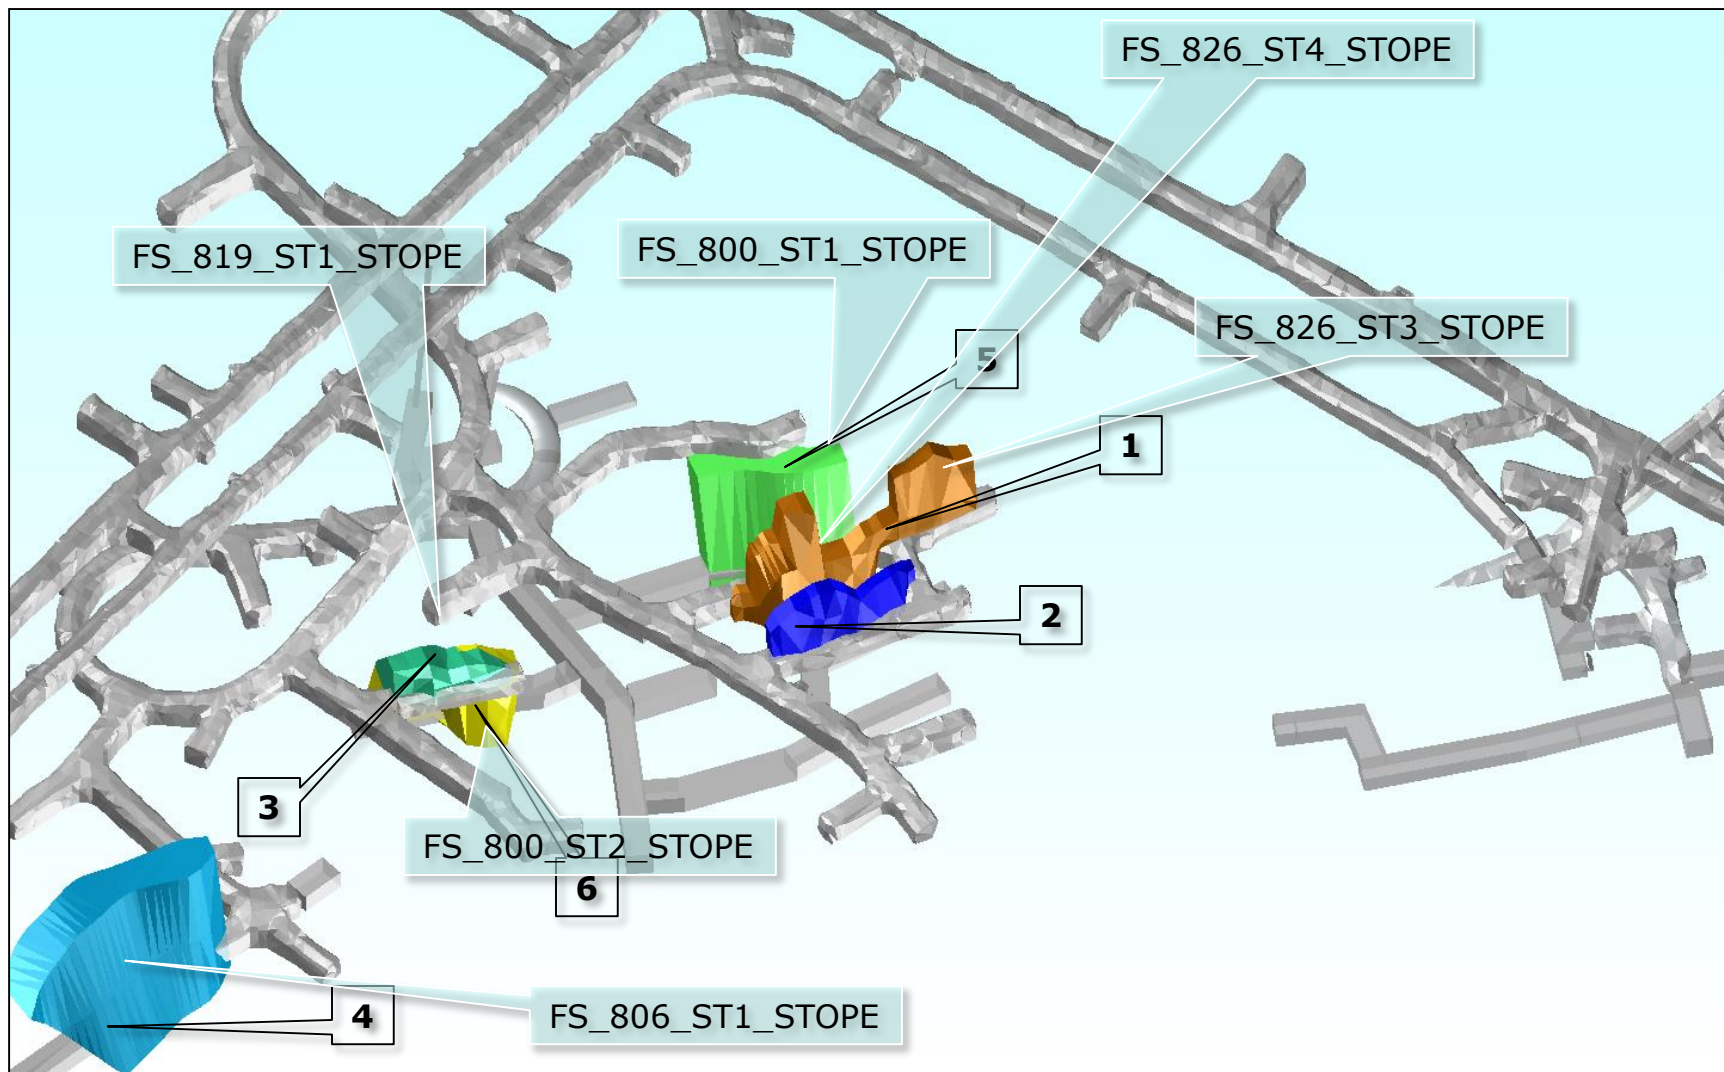 FS_826_ST4_STOPE
FS_819_ST1_STOPE
FS_800_ST1_STOPE
FS_826_ST3_STOPE
5
1
2
3
FS_800_ST2_STOPE
6
4
FS_806_ST1_STOPE